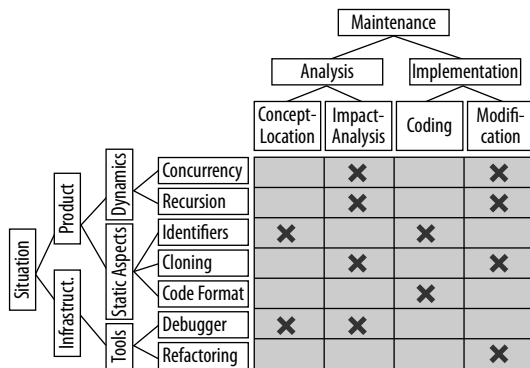 Maintenance
Analysis
Implementation
Concept-
Location
Impact-
Analysis
Coding
Modifi-
cation
Situation
Product
Infrastruct.
Dynamics
Static Aspects
Tools
Concurrency
Recursion
Identifiers
Cloning
Code Format
Debugger
Refactoring